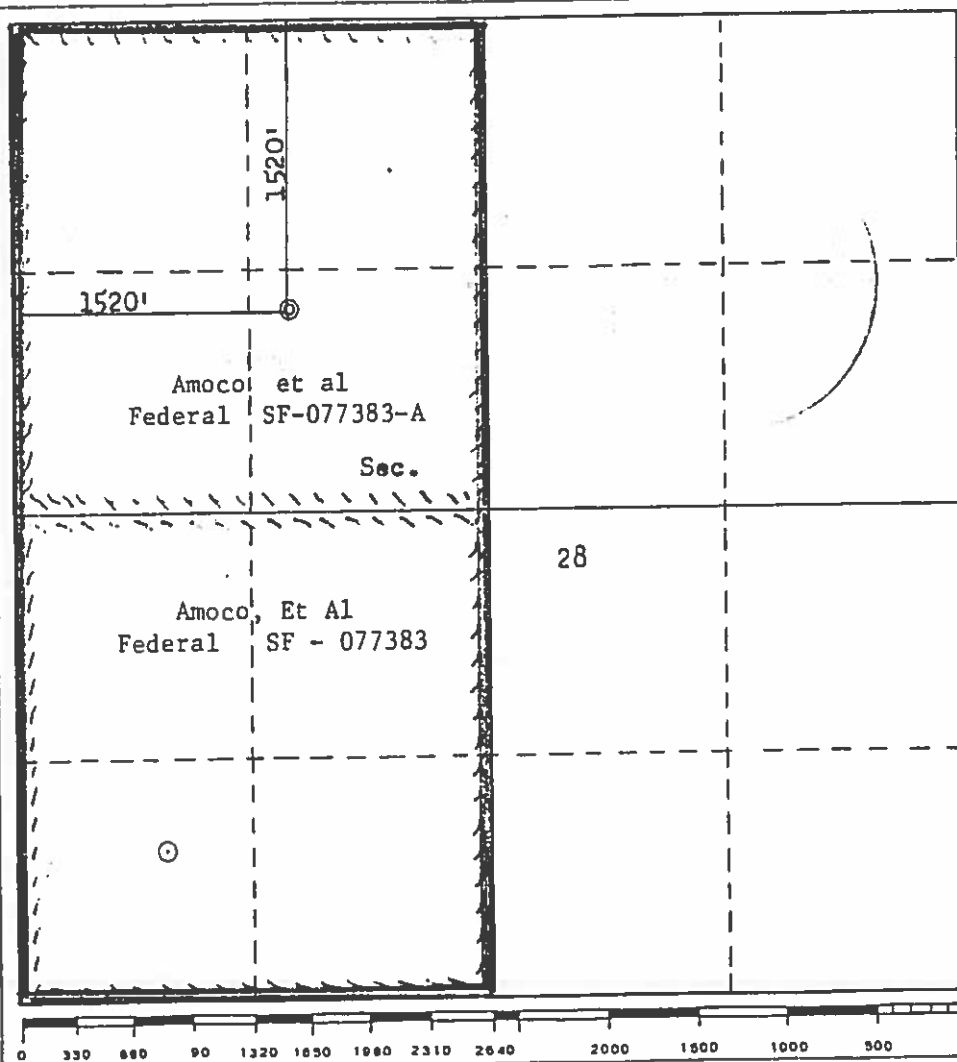 1520'
1520'
Amoco et al
Federal SF-077383-A
Sec.
28
Amoco, Et Al
Federal SF - 077383
0 330 660 90 1320 1650 1980 2310 2640 2000 1500 1000 500